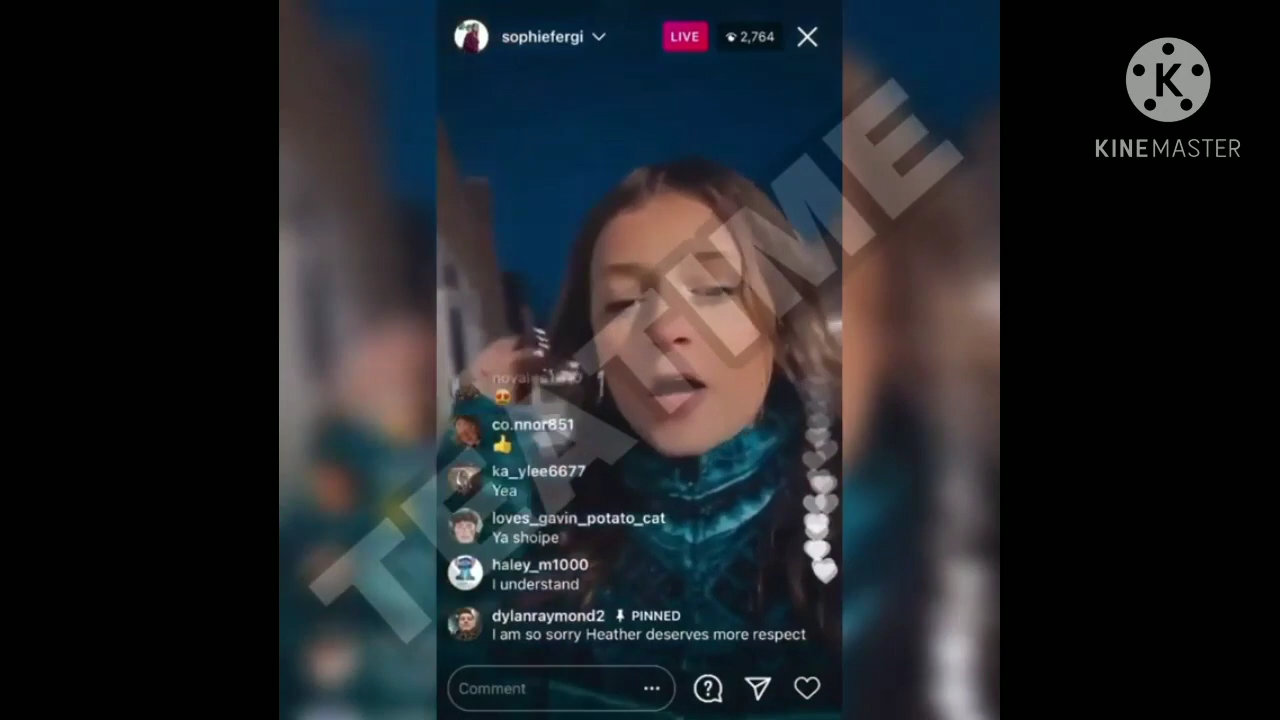 sophiefergi
LIVE
2,764
K
KINEMASTER
TEATIME
co.nnor851
ka_ylee6677
Yea
loves_gavin_potato_cat
Ya shoipe
haley_m1000
I understand
dylanraymond2 PINNED
I am so sorry Heather deserves more respect
Comment